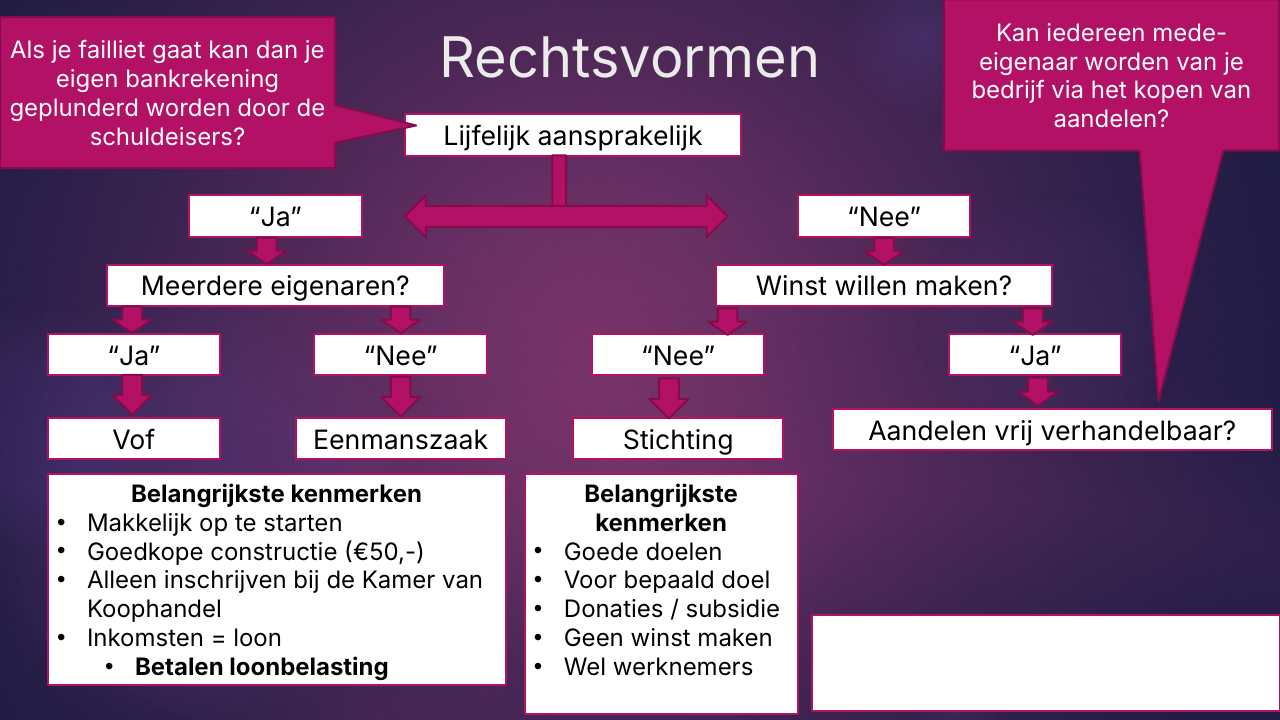 Als je failliet gaat kan dan je
eigen bankrekening
geplunderd worden door de
schuldeisers?
Rechtsvormen
Kan iedereen mede-
eigenaar worden van je
bedrijf via het kopen van
aandelen?
Lijfelijk aansprakelijk
“Ja”
“Nee”
Meerdere eigenaren?
Winst willen maken?
“Ja”
“Nee”
“Nee”
“Ja”
Vof
Eenmanszaak
Stichting
Aandelen vrij verhandelbaar?
Belangrijkste kenmerken
• Makkelijk op te starten
• Goedkope constructie (€50,-)
• Alleen inschrijven bij de Kamer van
Koophandel
• Inkomsten = loon
• Betalen loonbelasting
Belangrijkste
kenmerken
• Goede doelen
• Voor bepaald doel
• Donaties / subsidie
• Geen winst maken
• Wel werknemers